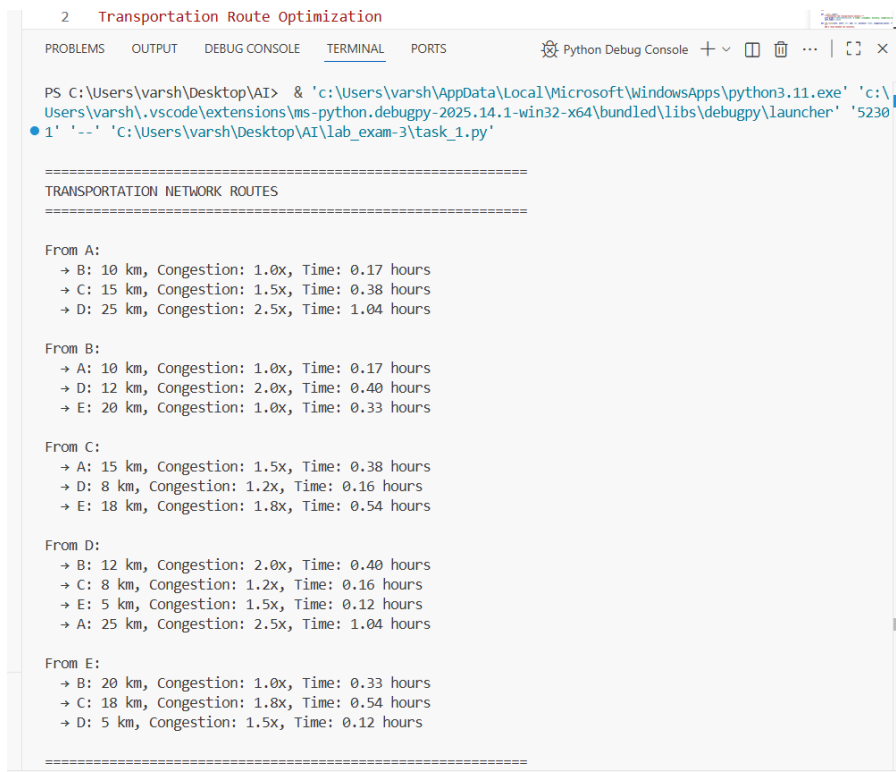 2 Transportation Route Optimization
PROBLEMS OUTPUT DEBUG CONSOLE TERMINAL PORTS Python Debug Console
PS C:\Users\varsh\Desktop\AI> & 'c:\Users\varsh\AppData\Local\Microsoft\WindowsApps\python3.11.exe' 'c:\
Users\varsh\.vscode\extensions\ms-python.debugpy-2025.14.1-win32-x64\bundled\libs\debugpy\launcher' '5230
1' '--' 'C:\Users\varsh\Desktop\AI\lab_exam-3\task_1.py'
============================================================
TRANSPORTATION NETWORK ROUTES
============================================================
From A:
→ B: 10 km, Congestion: 1.0x, Time: 0.17 hours
→ C: 15 km, Congestion: 1.5x, Time: 0.38 hours
→ D: 25 km, Congestion: 2.5x, Time: 1.04 hours
From B:
→ A: 10 km, Congestion: 1.0x, Time: 0.17 hours
→ D: 12 km, Congestion: 2.0x, Time: 0.40 hours
→ E: 20 km, Congestion: 1.0x, Time: 0.33 hours
From C:
→ A: 15 km, Congestion: 1.5x, Time: 0.38 hours
→ D: 8 km, Congestion: 1.2x, Time: 0.16 hours
→ E: 18 km, Congestion: 1.8x, Time: 0.54 hours
From D:
→ B: 12 km, Congestion: 2.0x, Time: 0.40 hours
→ C: 8 km, Congestion: 1.2x, Time: 0.16 hours
→ E: 5 km, Congestion: 1.5x, Time: 0.12 hours
→ A: 25 km, Congestion: 2.5x, Time: 1.04 hours
From E:
→ B: 20 km, Congestion: 1.0x, Time: 0.33 hours
→ C: 18 km, Congestion: 1.8x, Time: 0.54 hours
→ D: 5 km, Congestion: 1.5x, Time: 0.12 hours
============================================================